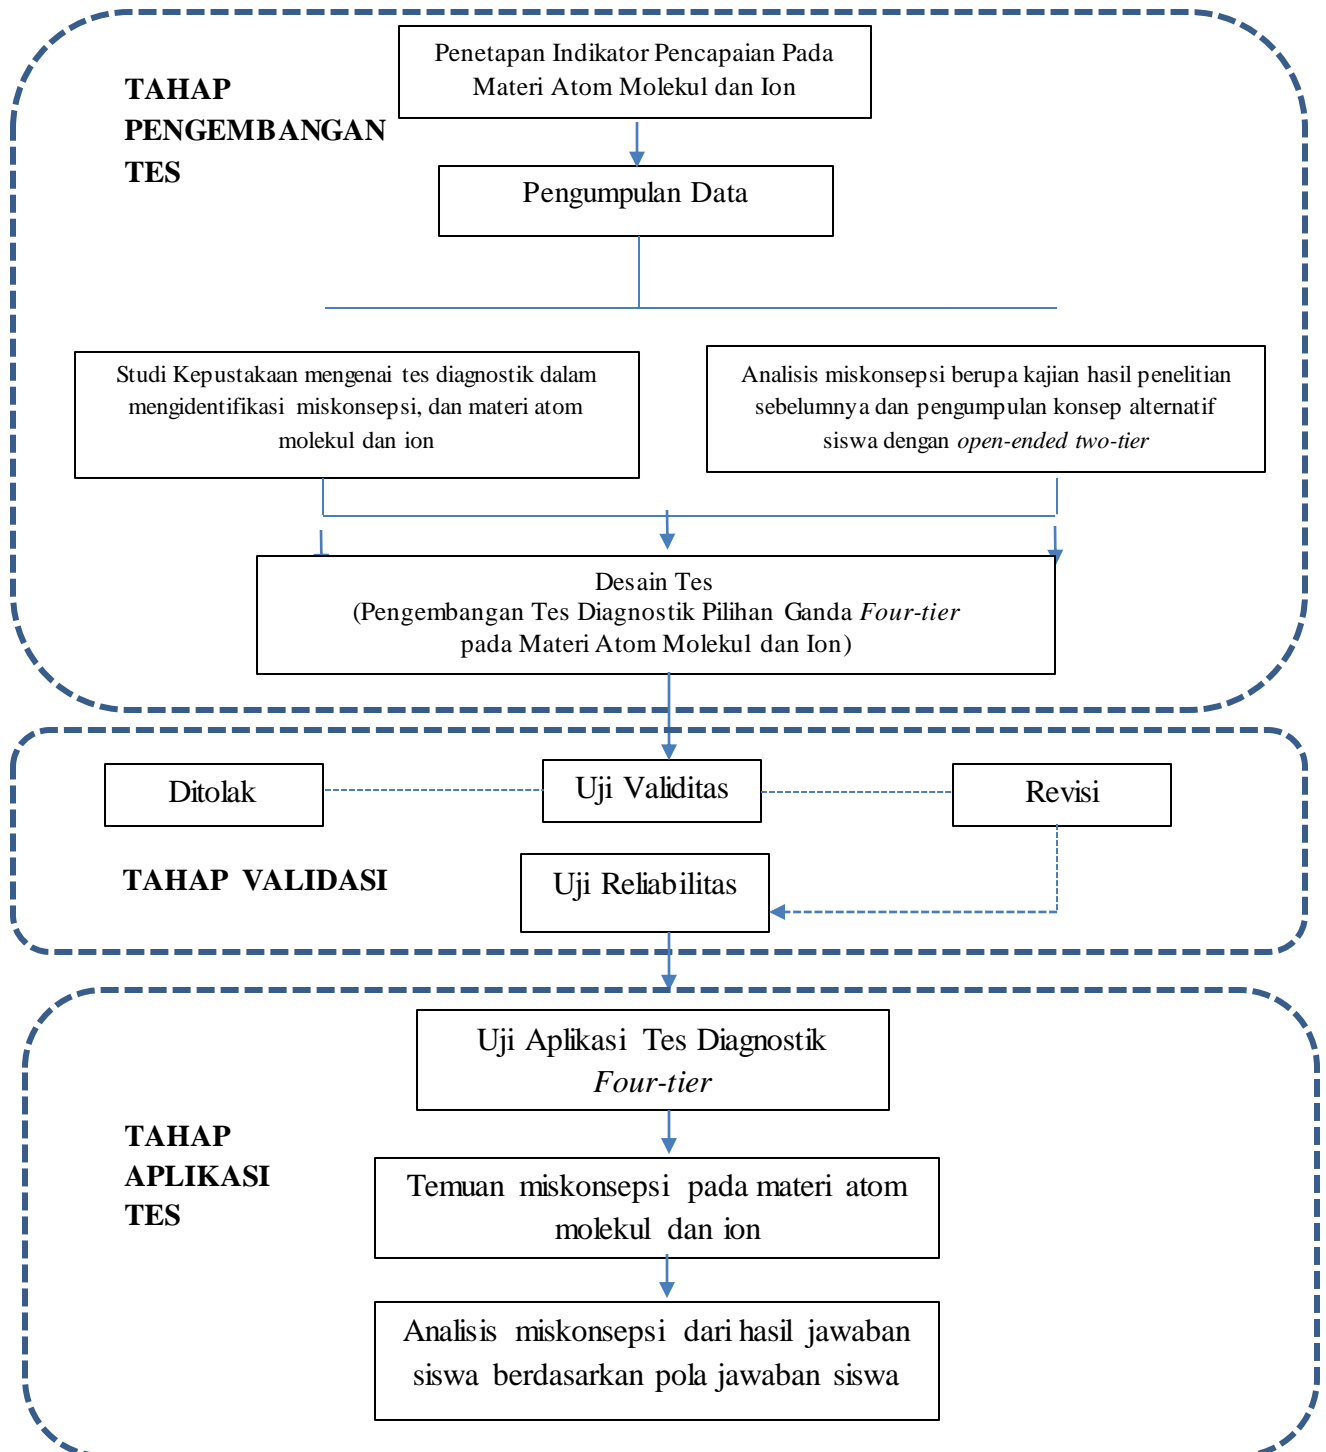 Penetapan Indikator Pencapaian Pada
Materi Atom Molekul dan Ion
TAHAP
PENGEMBANGAN
TES
Pengumpulan Data
Studi Kepustakaan mengenai tes diagnostik dalam
mengidentifikasi miskonsepsi, dan materi atom
molekul dan ion
Analisis miskonsepsi berupa kajian hasil penelitian
sebelumnya dan pengumpulan konsep alternatif
siswa dengan open-ended two-tier
Desain Tes
(Pengembangan Tes Diagnostik Pilihan Ganda Four-tier
pada Materi Atom Molekul dan Ion)
Ditolak
Uji Validitas
Revisi
TAHAP VALIDASI
Uji Reliabilitas
Uji Aplikasi Tes Diagnostik
Four-tier
TAHAP
APLIKASI
TES
Temuan miskonsepsi pada materi atom
molekul dan ion
Analisis miskonsepsi dari hasil jawaban
siswa berdasarkan pola jawaban siswa